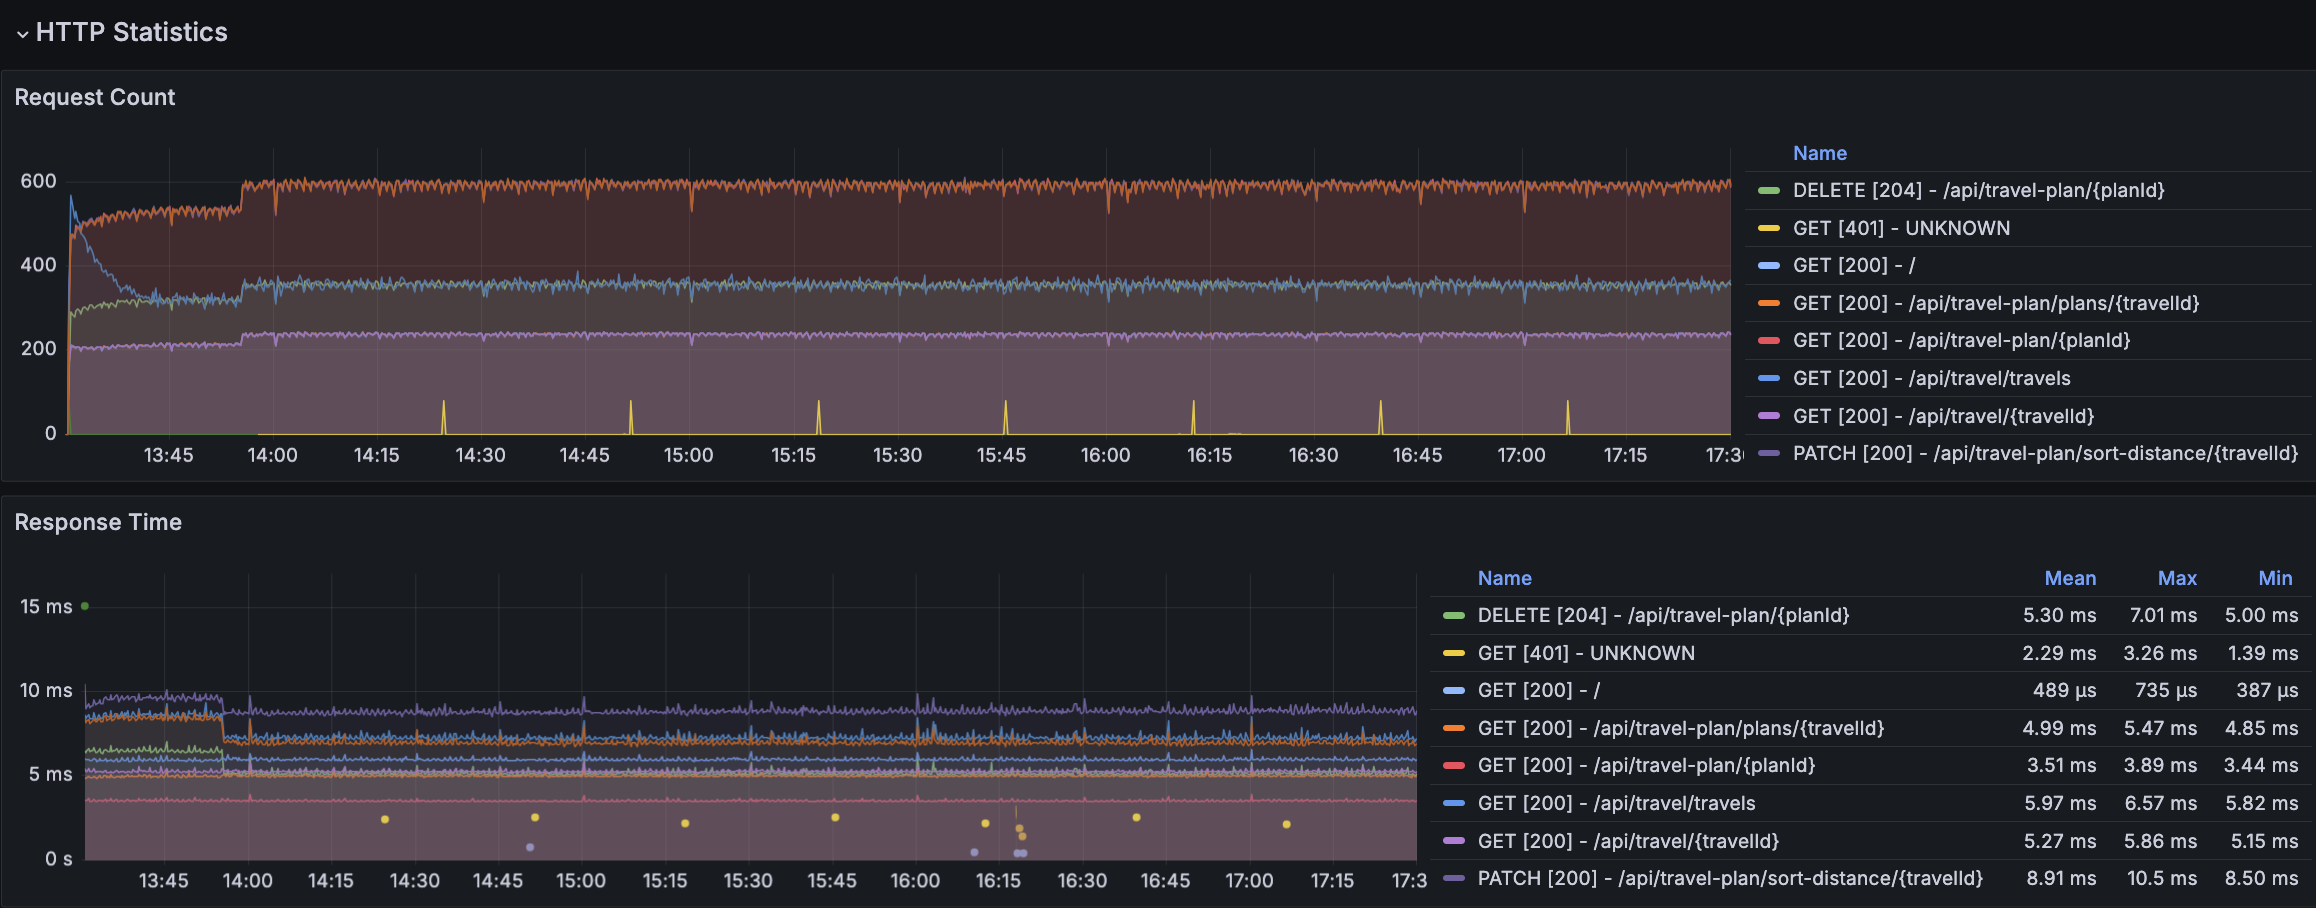 HTTP Statistics
Request Count
600
400
200
0
13:45 14:00 14:15 14:30 14:45 15:00 15:15 15:30 15:45 16:00 16:15 16:30 16:45 17:00 17:15 17:30
Name
DELETE [204] - /api/travel-plan/{planId}
GET [401] - UNKNOWN
GET [200] - /
GET [200] - /api/travel-plan/plans/{travelId}
GET [200] - /api/travel-plan/{planId}
GET [200] - /api/travel/travels
GET [200] - /api/travel/{travelId}
PATCH [200] - /api/travel-plan/sort-distance/{travelId}
Response Time
15 ms
10 ms
5 ms
0 s
13:45 14:00 14:15 14:30 14:45 15:00 15:15 15:30 15:45 16:00 16:15 16:30 16:45 17:00 17:15 17:3
Name Mean Max Min
DELETE [204] - /api/travel-plan/{planId} 5.30 ms 7.01 ms 5.00 ms
GET [401] - UNKNOWN 2.29 ms 3.26 ms 1.39 ms
GET [200] - / 489 µs 735 µs 387 µs
GET [200] - /api/travel-plan/plans/{travelId} 4.99 ms 5.47 ms 4.85 ms
GET [200] - /api/travel-plan/{planId} 3.51 ms 3.89 ms 3.44 ms
GET [200] - /api/travel/travels 5.97 ms 6.57 ms 5.82 ms
GET [200] - /api/travel/{travelId} 5.27 ms 5.86 ms 5.15 ms
PATCH [200] - /api/travel-plan/sort-distance/{travelId} 8.91 ms 10.5 ms 8.50 ms